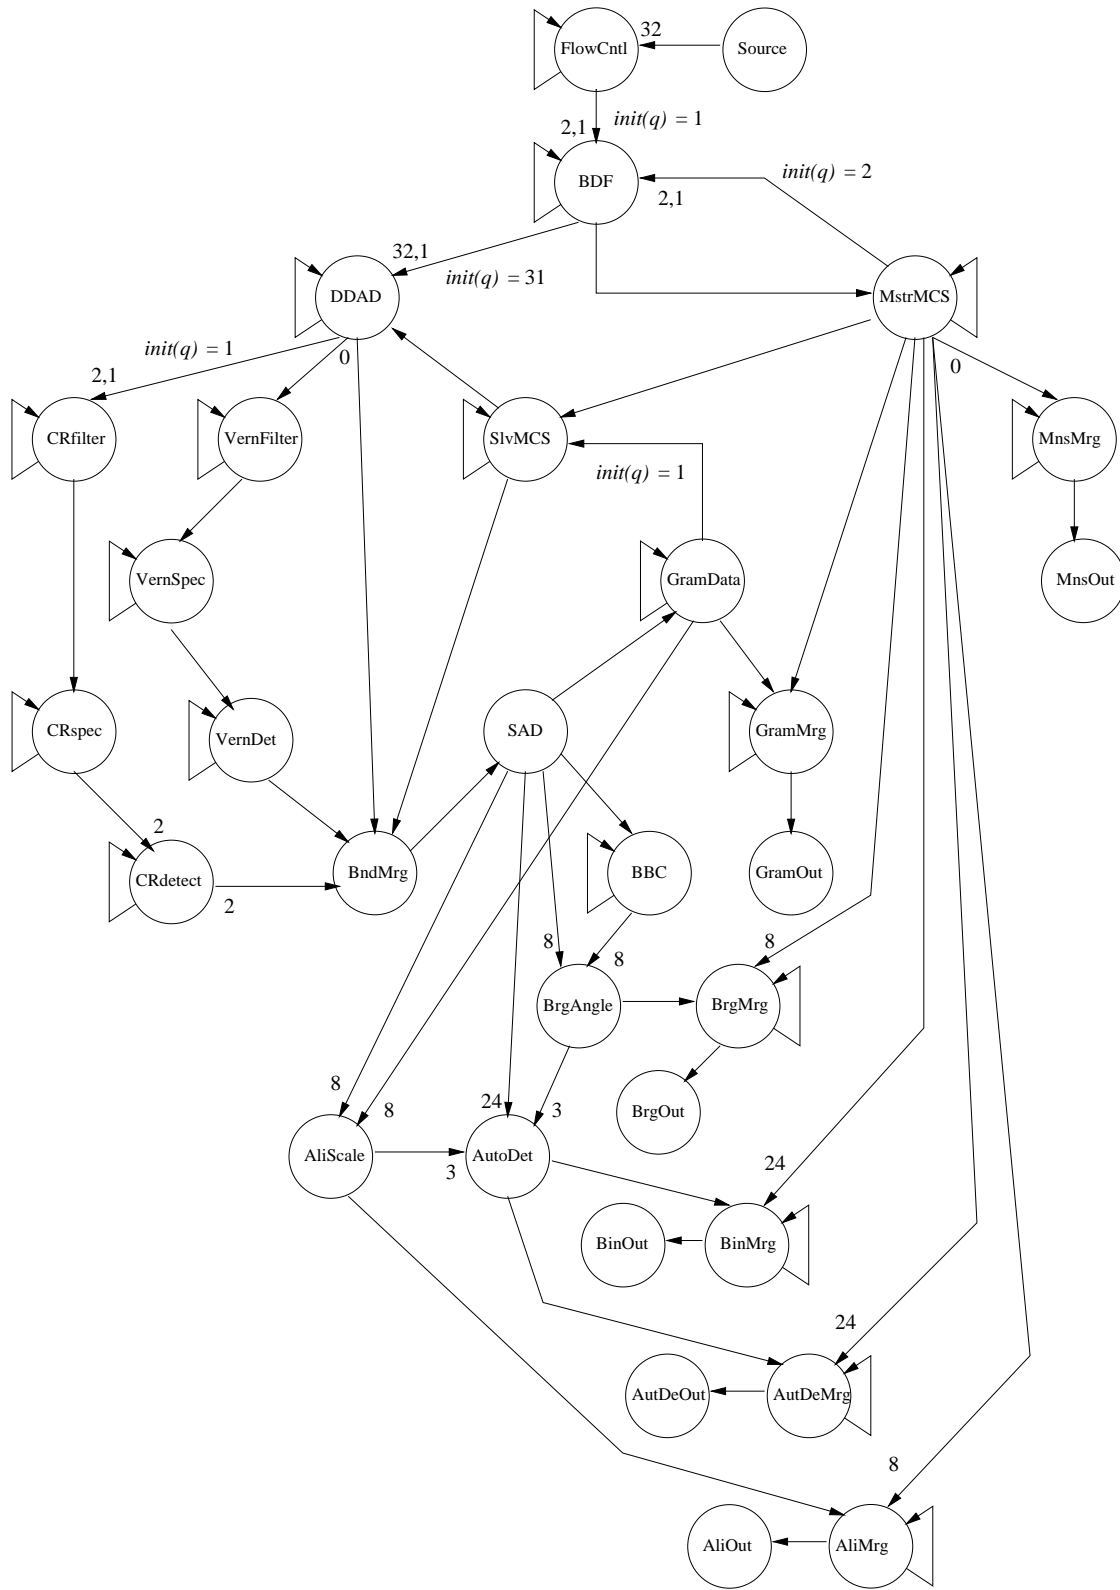 32
FlowCntl
Source
init(q) = 1
2,1
BDF
init(q) = 2
2,1
32,1
init(q) = 31
DDAD
MstrMCS
init(q) = 1
0
0
2,1
CRfilter
VernFilter
SlvMCS
MnsMrg
init(q) = 1
VernSpec
GramData
MnsOut
CRspec
VernDet
SAD
GramMrg
2
CRdetect
BndMrg
BBC
GramOut
2
8
8
8
BrgAngle
BrgMrg
8
8
24
3
BrgOut
AliScale
AutoDet
3
24
BinOut
BinMrg
24
AutDeOut
AutDeMrg
8
AliOut
AliMrg